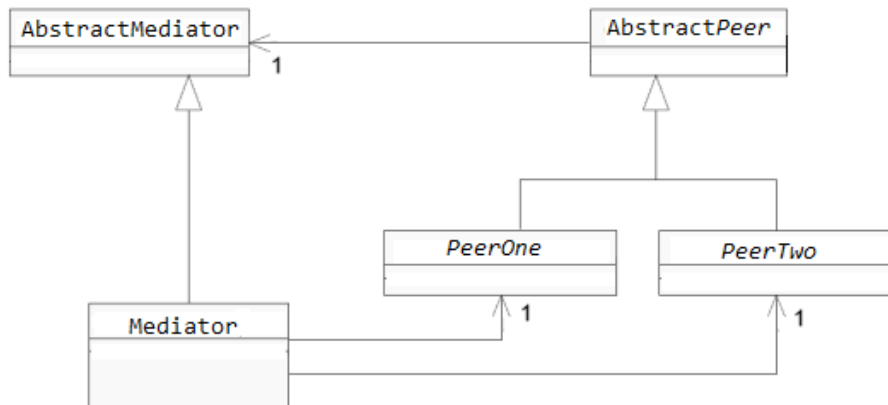 AbstractMediator
AbstractPeer
1
PeerOne
PeerTwo
1
1
Mediator